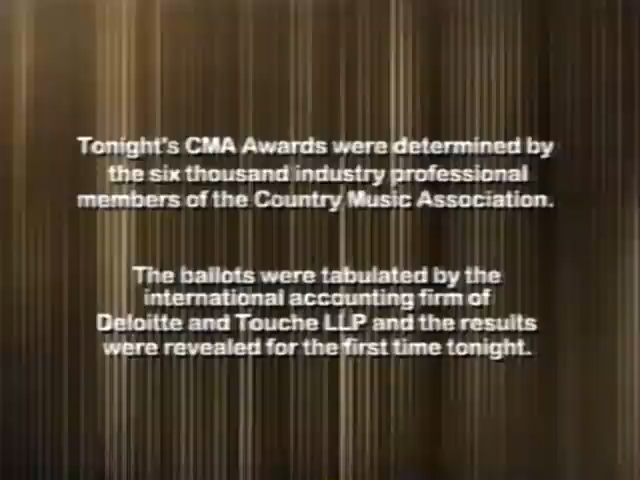 Tonight's CMA Awards were determined by
the six thousand industry professional
members of the Country Music Association.
The ballots were tabulated by the
international accounting firm of
Deloitte and Touche LLP and the results
were revealed for the first time tonight.